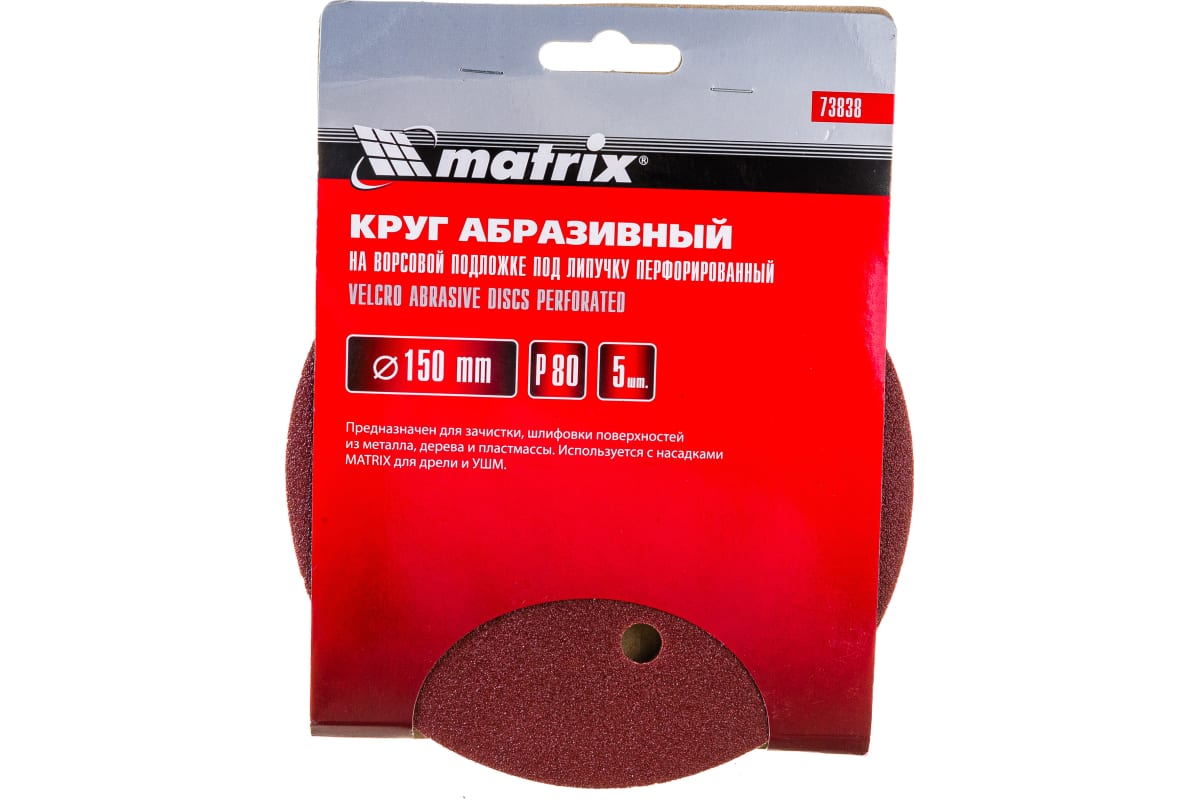 73838
matrix®
КРУГ АБРАЗИВНЫЙ
НА ВОРСОВОЙ ПОДЛОЖКЕ ПОД ЛИПУЧКУ ПЕРФОРИРОВАННЫЙ
VELCRO ABRASIVE DISCS PERFORATED
⌀ 150 mm P 80 5 шт.
Предназначен для зачистки, шлифовки поверхностей
из металла, дерева и пластмассы. Используется с насадками
MATRIX для дрели и УШМ.